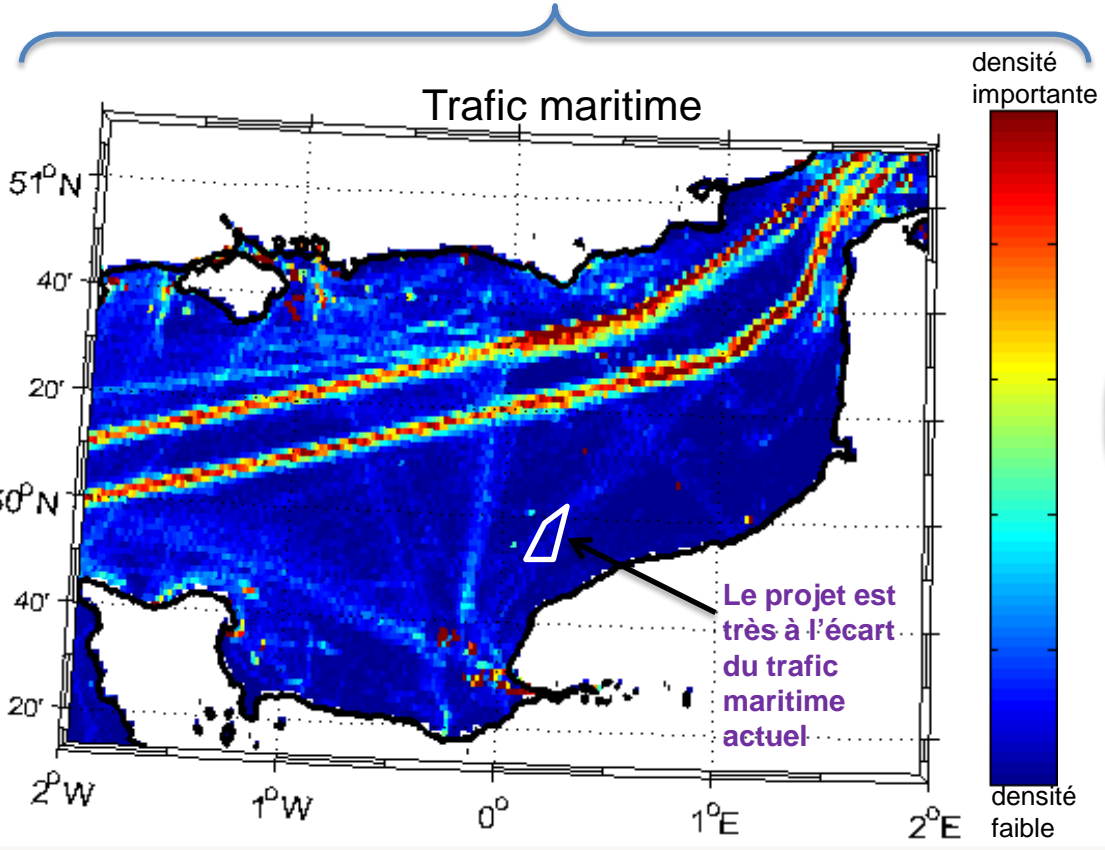 densité
importante
Trafic maritime
51°N
40'
20'
50°N
40'
20'
Le projet est
très à l'écart
du trafic
maritime
actuel
densité
faible
2°W
1°W
0°
1°E
2°E